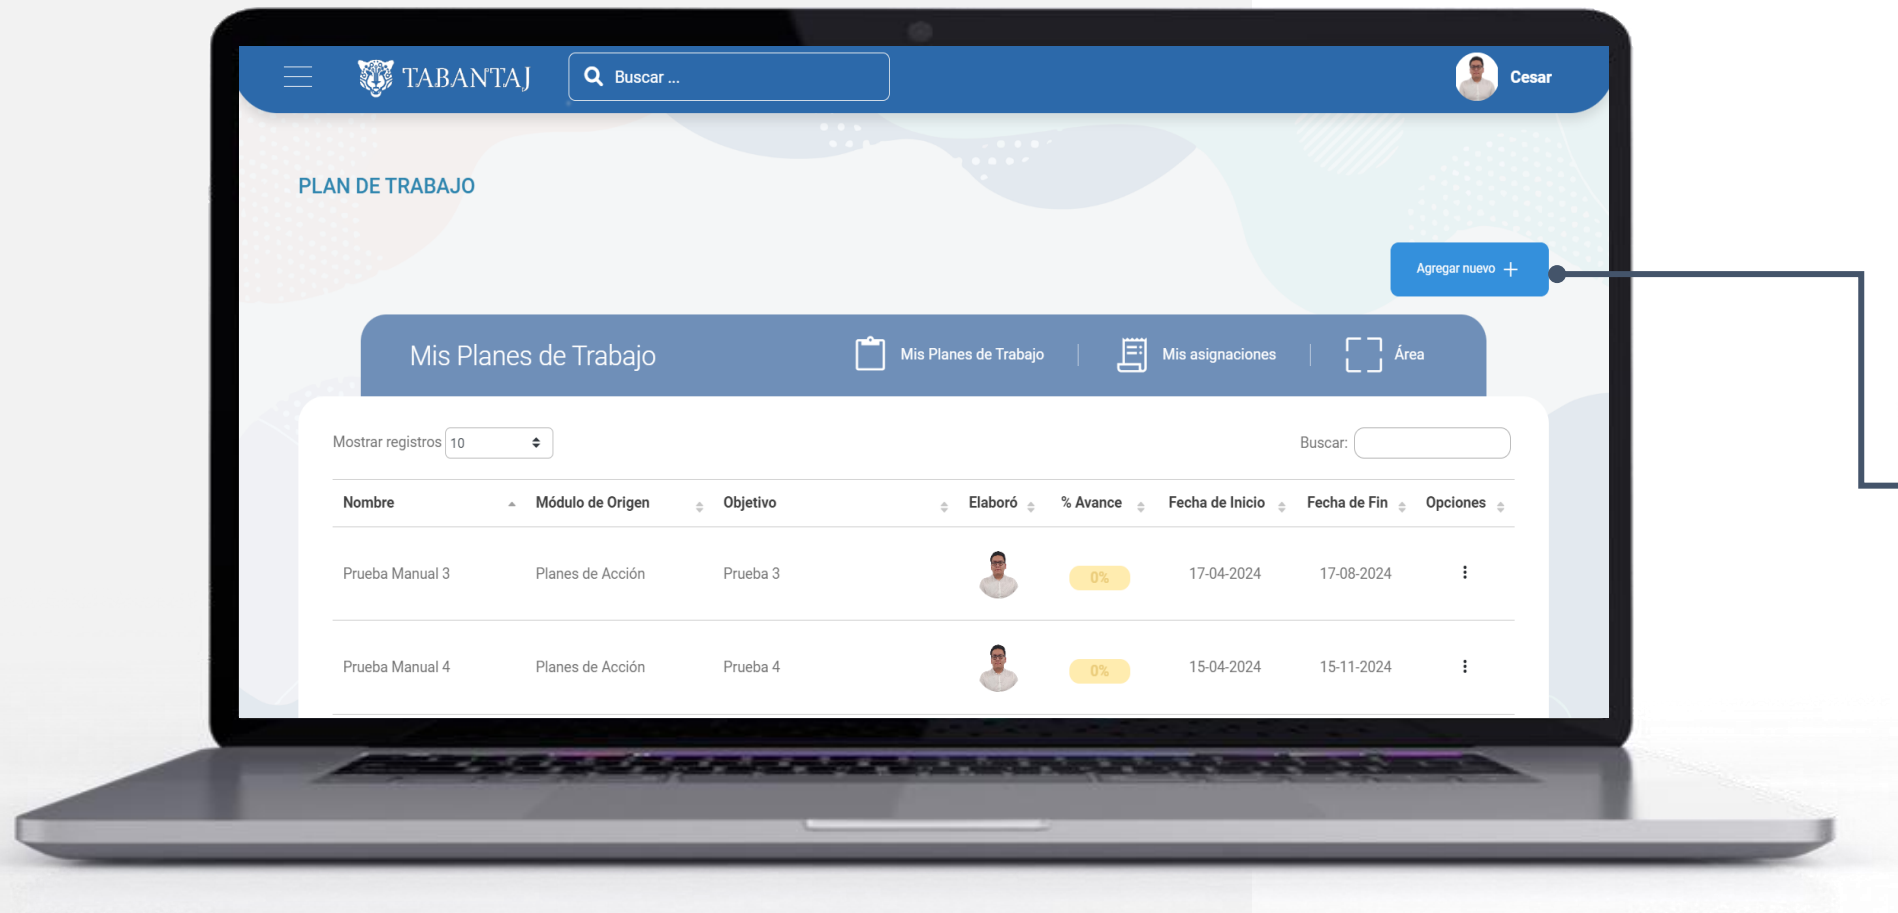 TABANTAJ
Buscar ...
Cesar
PLAN DE TRABAJO
Agregar nuevo +
Mis Planes de Trabajo
Mis Planes de Trabajo
Mis asignaciones
Área
Mostrar registros 10
Buscar:
Nombre Módulo de Origen Objetivo Elaboró % Avance Fecha de Inicio Fecha de Fin Opciones
Prueba Manual 3 Planes de Acción Prueba 3 0% 17-04-2024 17-08-2024
Prueba Manual 4 Planes de Acción Prueba 4 0% 15-04-2024 15-11-2024